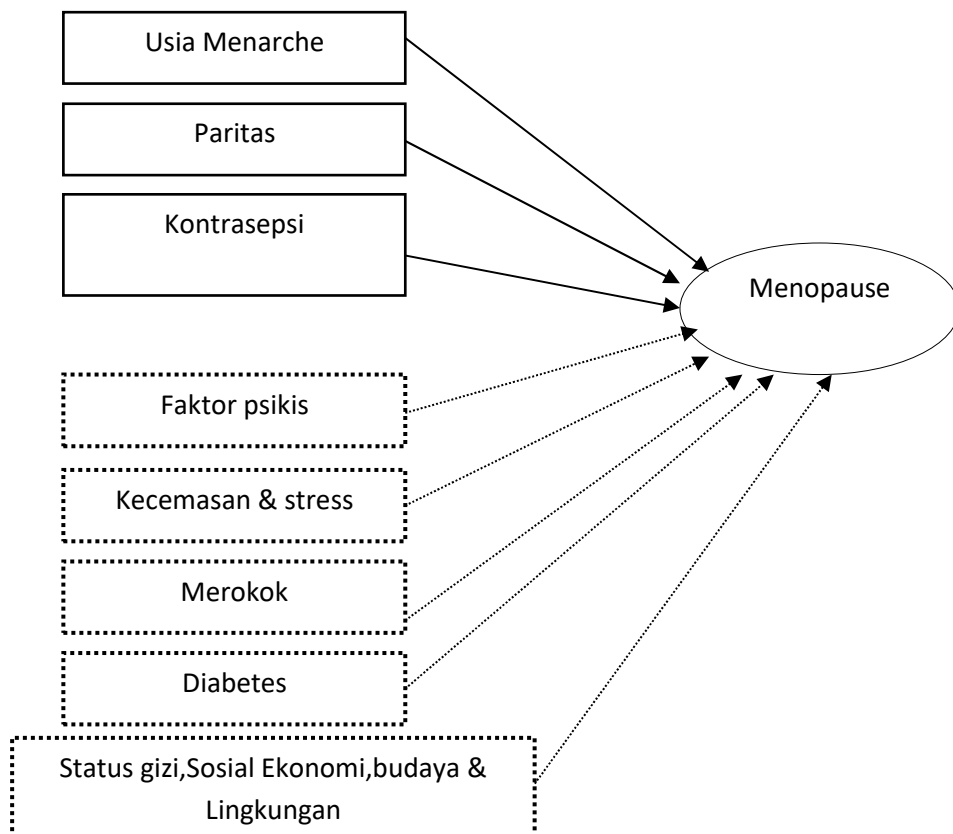 Usia Menarche
Paritas
Kontrasepsi
Menopause
Faktor psikis
Kecemasan & stress
Merokok
Diabetes
Status gizi,Sosial Ekonomi,budaya &
Lingkungan